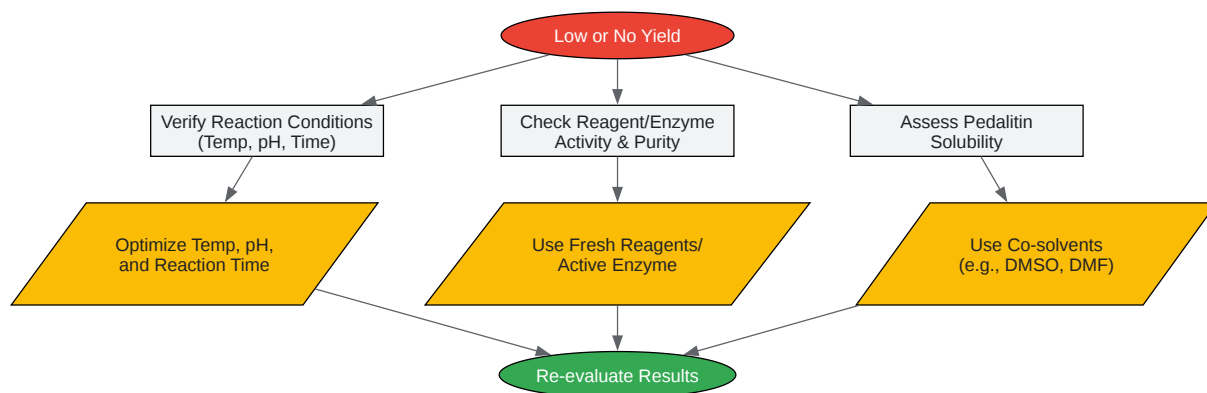 Low or No Yield
Verify Reaction Conditions
(Temp, pH, Time)
Check Reagent/Enzyme
Activity & Purity
Assess Pedalitin
Solubility
Optimize Temp, pH,
and Reaction Time
Use Fresh Reagents/
Active Enzyme
Use Co-solvents
(e.g., DMSO, DMF)
Re-evaluate Results